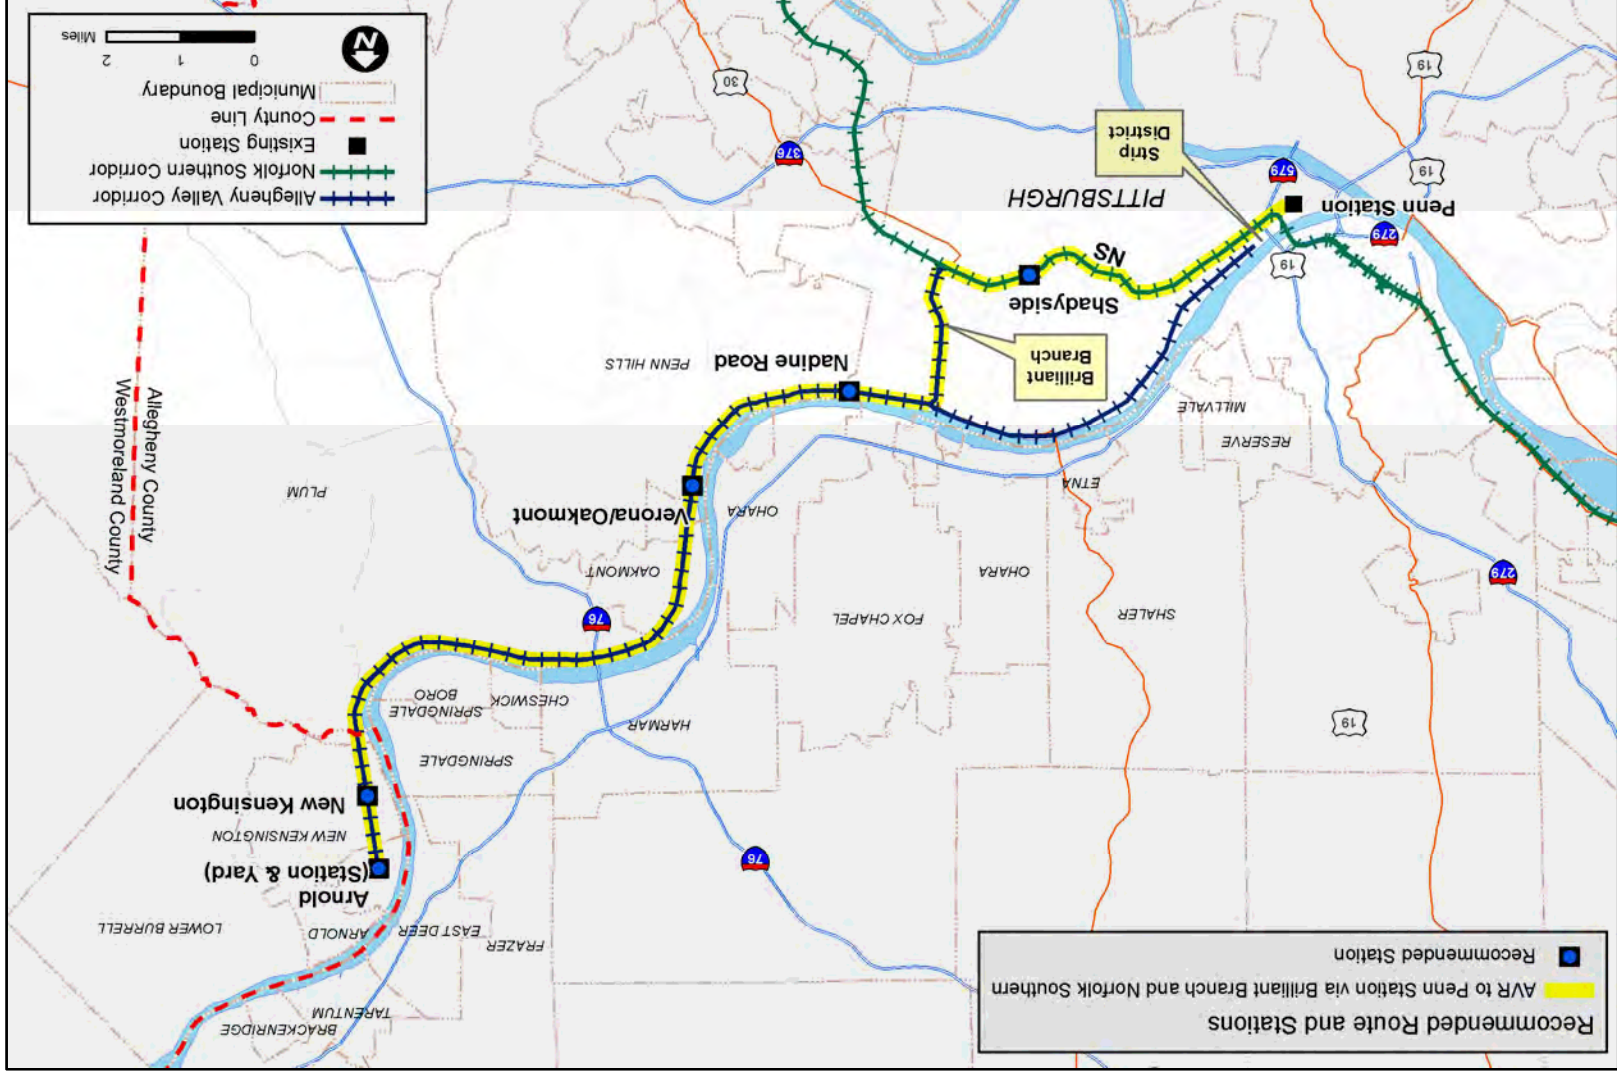 Recommended Route and Stations
AVR to Penn Station via Brilliant Branch and Norfolk Southern
Recommended Station
BRACKENRIDGE
TARENTUM
FRAZER
EAST DEER
ARNOLD
LOWER BURRELL
Arnold
(Station & Yard)
76
NEW KENSINGTON
New Kensington
19
SPRINGDALE
HARMAR
CHESWICK
SPRINGDALE
BORO
279
SHALER
FOX CHAPEL
76
OHARA
OAKMONT
Verona/Oakmont
OHARA
PLUM
ETNA
RESERVE
MILLVALE
Allegheny County
Westmoreland County
Brilliant
Branch
Nadine Road
PENN HILLS
Shadyside
NS
19
279
Penn Station
PITTSBURGH
579
19
Strip
District
376
30
19
Allegheny Valley Corridor
Norfolk Southern Corridor
Existing Station
County Line
Municipal Boundary
N
0 1 2
Miles